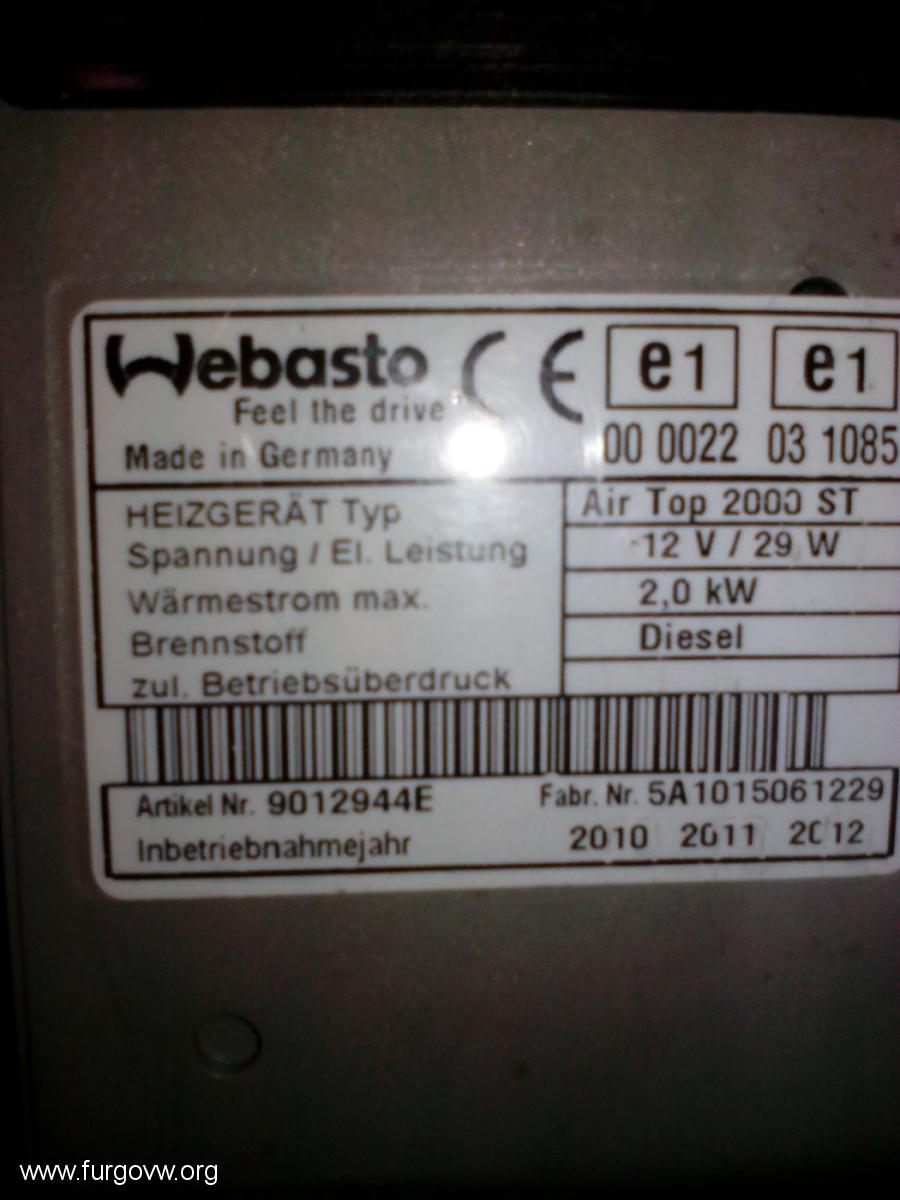 Webasto CE e1 e1
Feel the drive
00 0022 03 1085
Made in Germany
HEIZGERÄT Typ Air Top 2000 ST
Spannung / El. Leistung 12 V / 29 W
Wärmestrom max. 2,0 kW
Brennstoff Diesel
zul. Betriebsüberdruck
Artikel Nr. 9012944E Fabr. Nr. 5A1015061229
Inbetriebnahmejahr 2010 2011 2012
www.furgovw.org